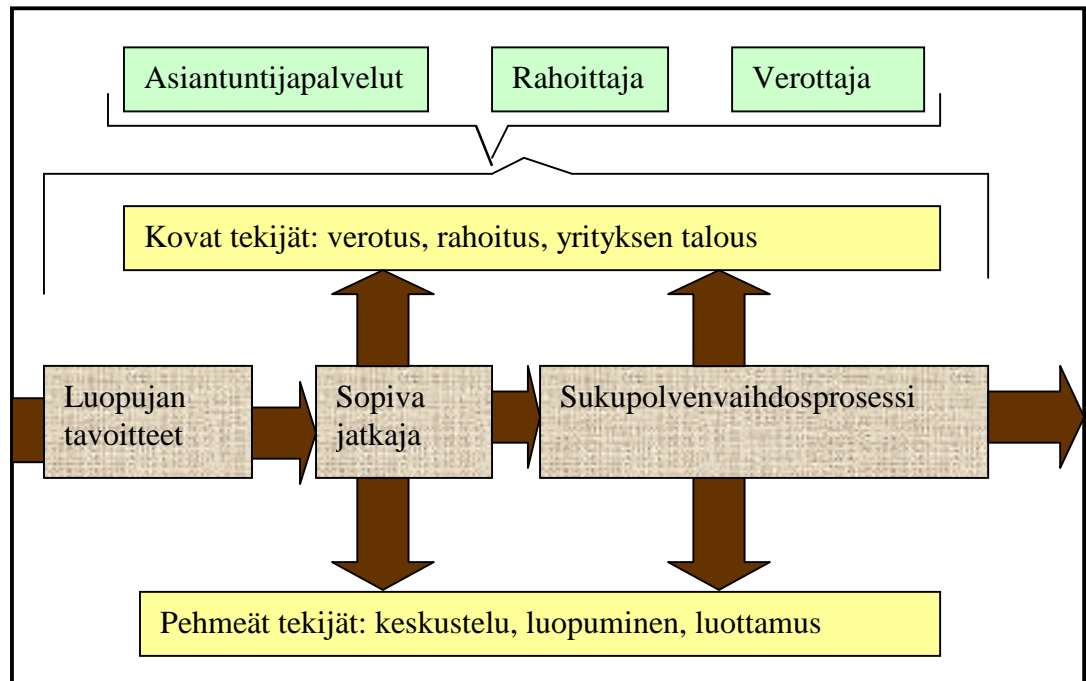 Asiantuntijapalvelut
Rahoittaja
Verottaja
Kovat tekijät: verotus, rahoitus, yrityksen talous
Luopujan
tavoitteet
Sopiva
jatkaja
Sukupolvenvaihdosprosessi
Pehmeät tekijät: keskustelu, luopuminen, luottamus